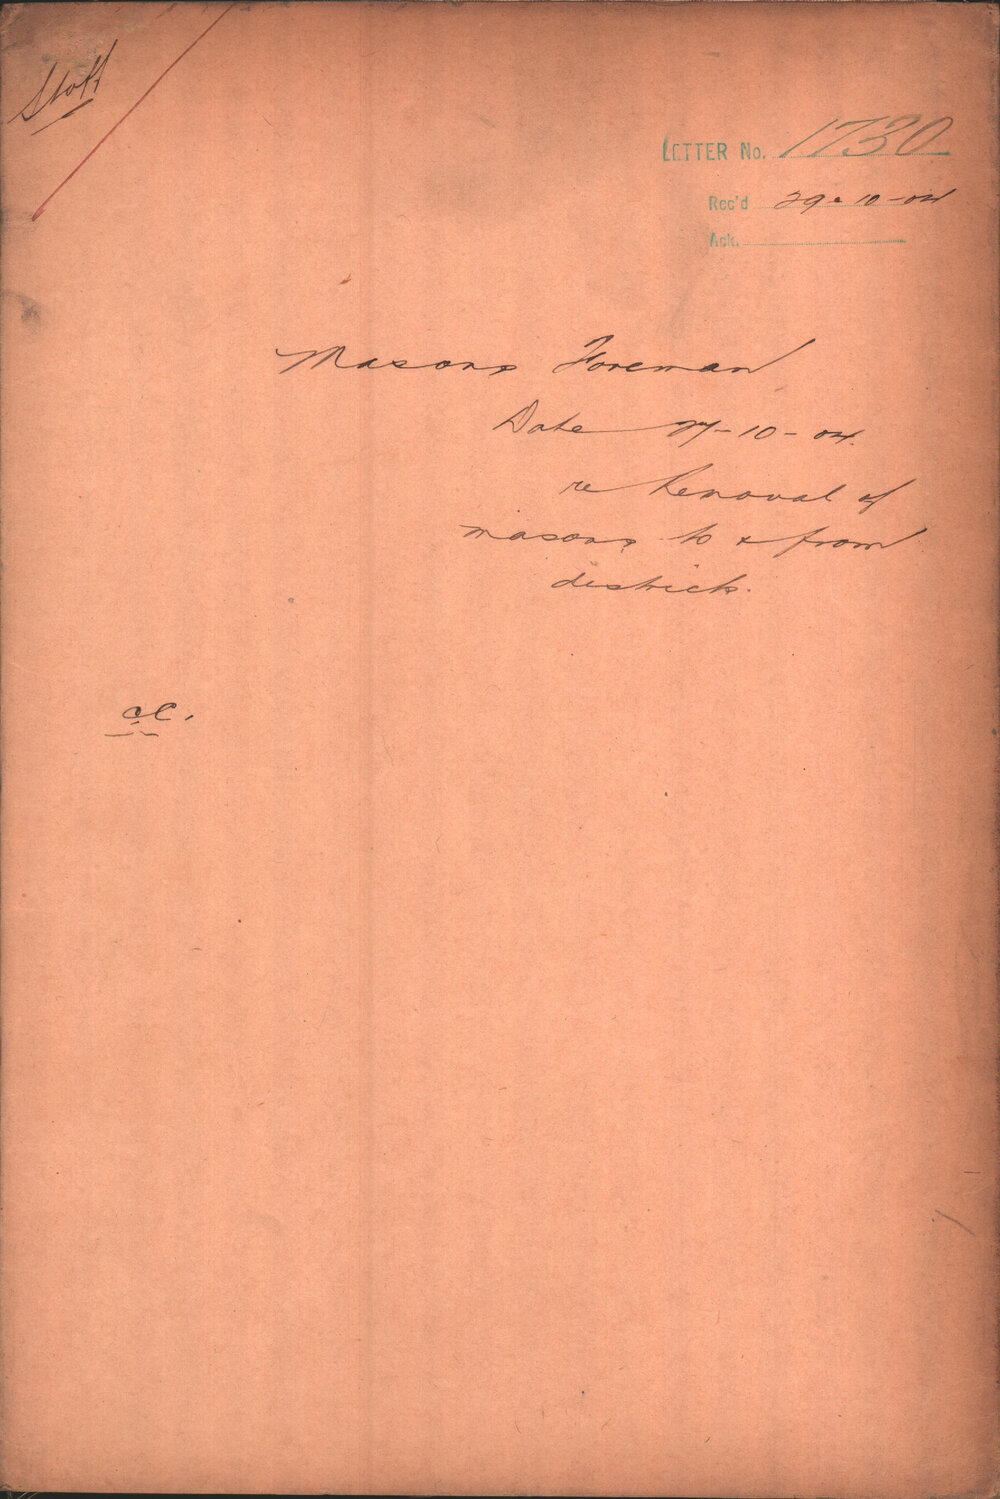 Staff
LETTER No. 1730
Rec'd 29-10-04
Ack.
Masons Foreman
Date 27-10-04.
re Removal of
masons to & from
districts.